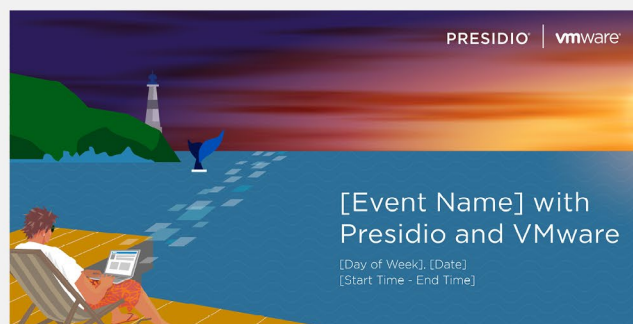 PRESIDIO® | vmware®
[Event Name] with
Presidio and VMware
[Day of Week], [Date]
[Start Time - End Time]